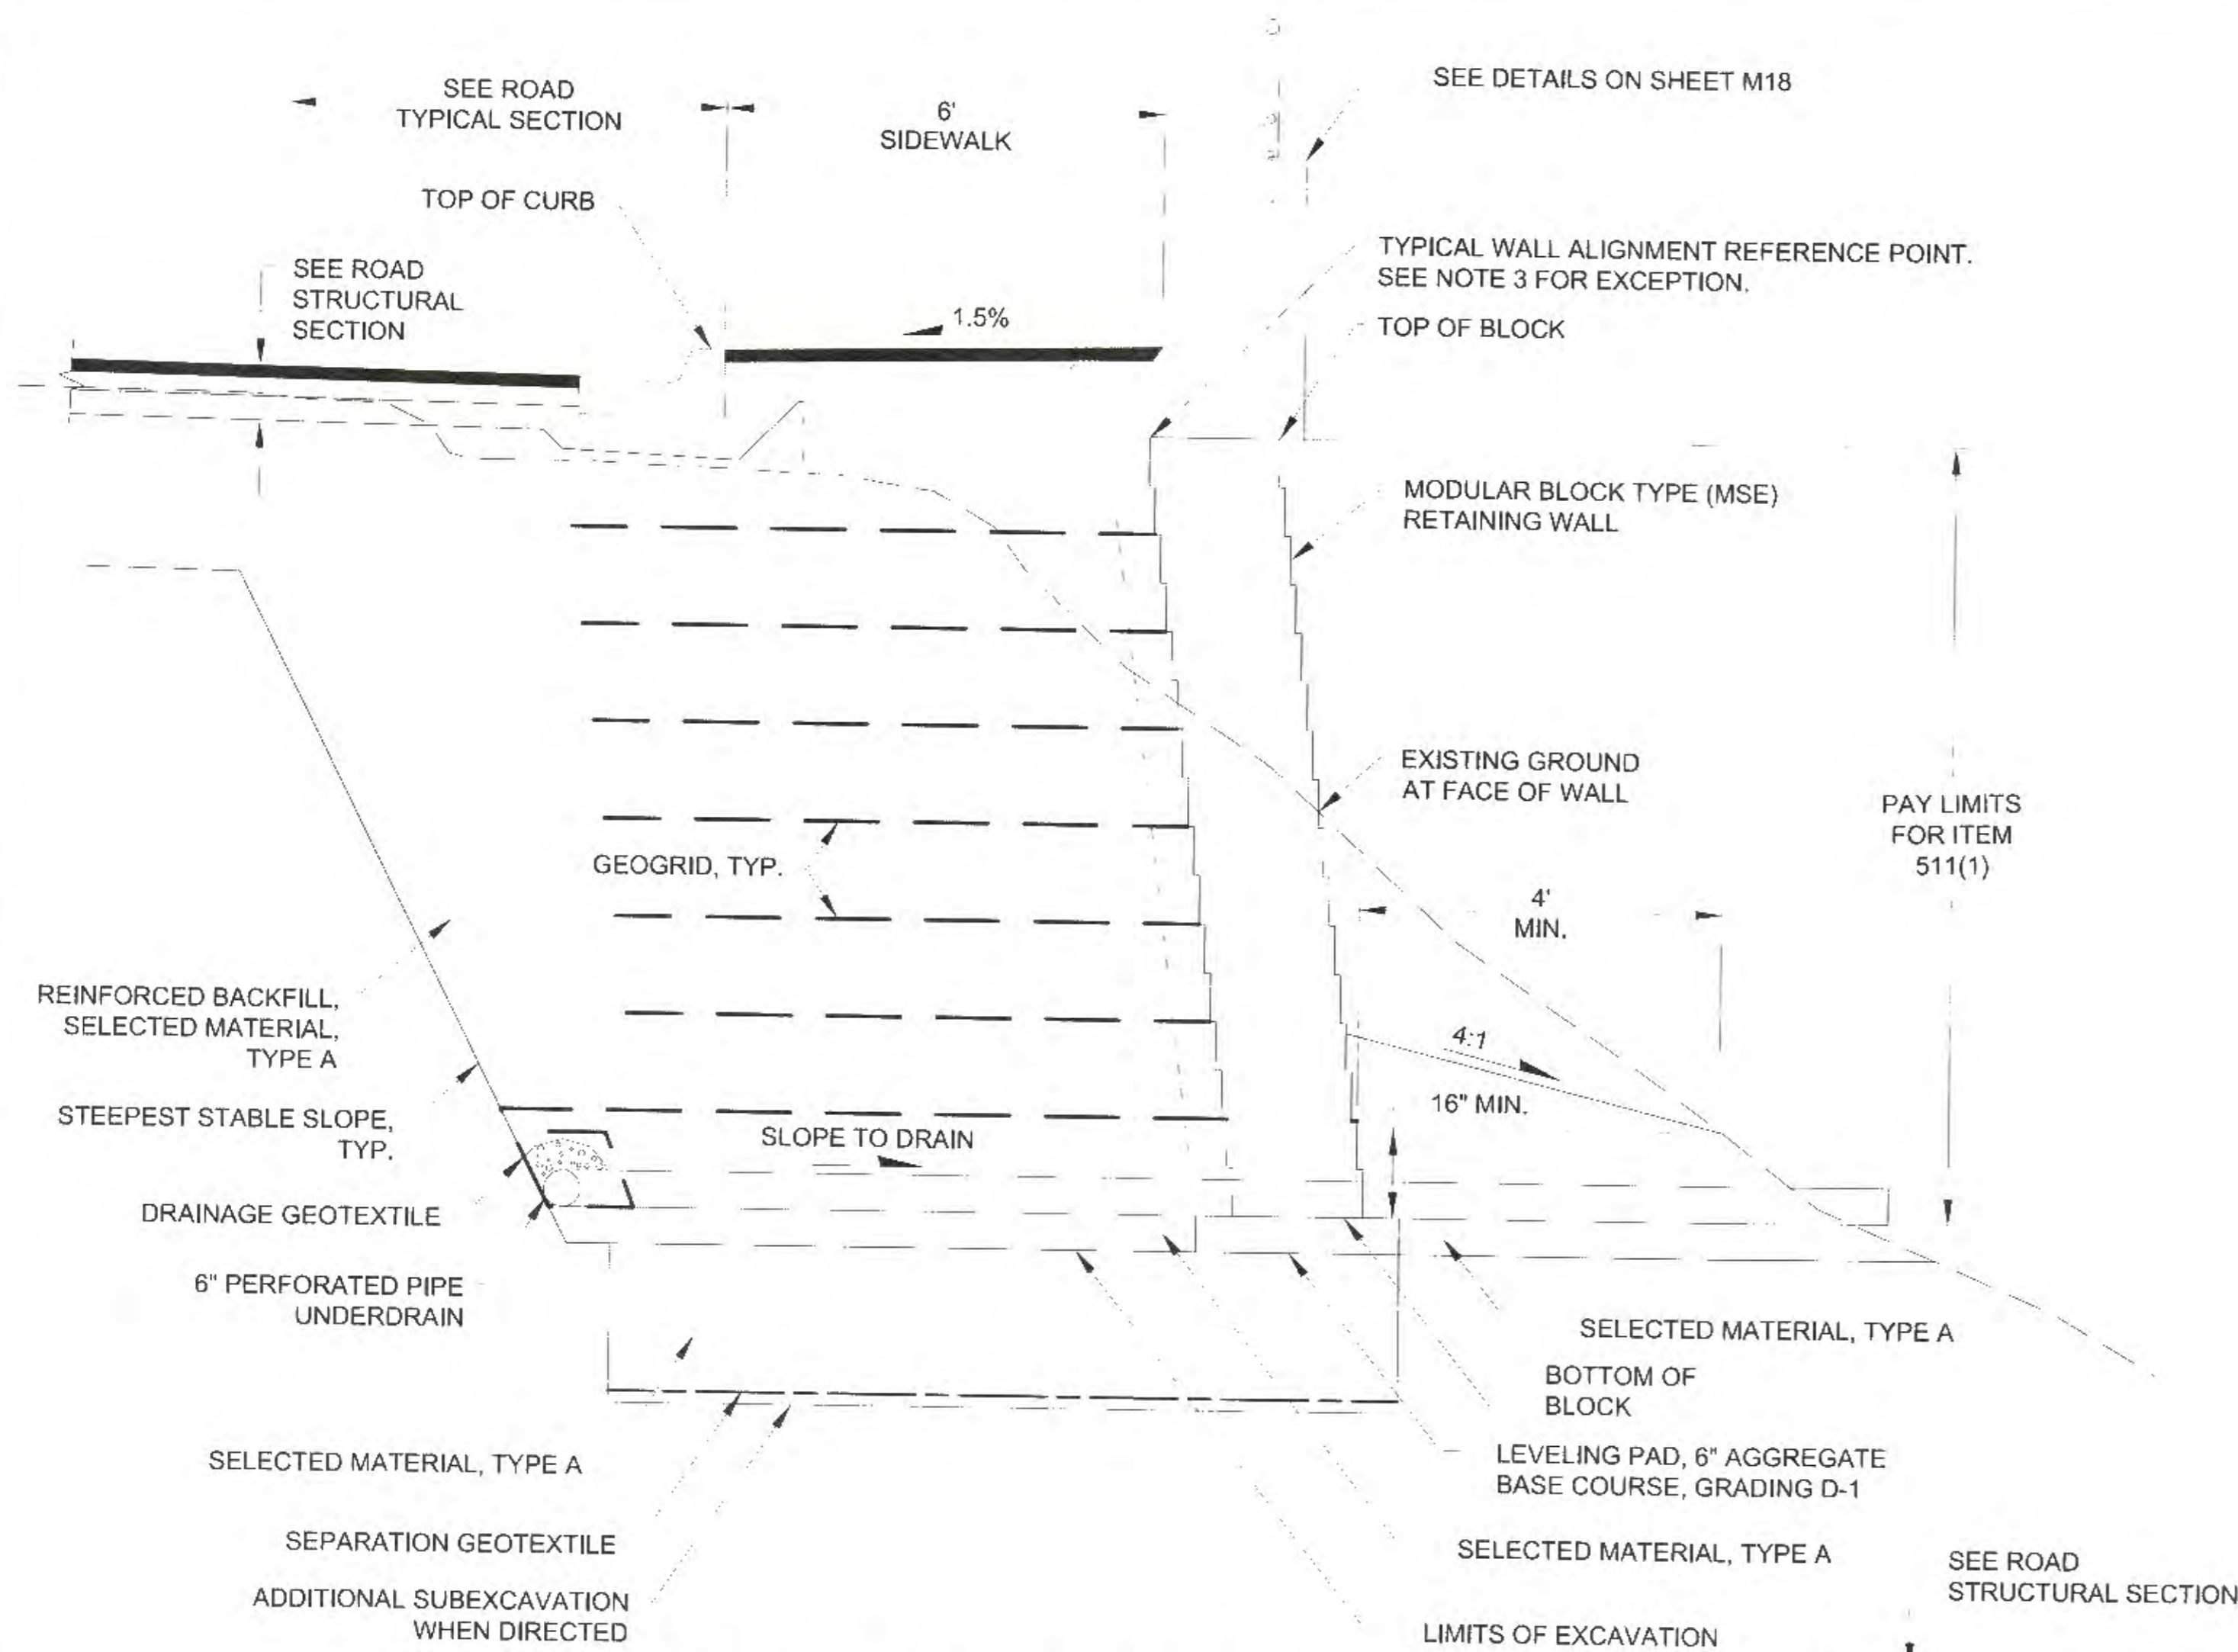 SEE ROAD
TYPICAL SECTION
6'
SIDEWALK
SEE DETAILS ON SHEET M18
TOP OF CURB
SEE ROAD
STRUCTURAL
SECTION
1.5%
TYPICAL WALL ALIGNMENT REFERENCE POINT.
SEE NOTE 3 FOR EXCEPTION.
TOP OF BLOCK
MODULAR BLOCK TYPE (MSE)
RETAINING WALL
EXISTING GROUND
AT FACE OF WALL
PAY LIMITS
FOR ITEM
511(1)
GEOGRID, TYP.
4'
MIN.
REINFORCED BACKFILL,
SELECTED MATERIAL,
TYPE A
4:1
16" MIN.
STEEPEST STABLE SLOPE,
TYP.
SLOPE TO DRAIN
DRAINAGE GEOTEXTILE
6" PERFORATED PIPE
UNDERDRAIN
SELECTED MATERIAL, TYPE A
BOTTOM OF
BLOCK
LEVELING PAD, 6" AGGREGATE
BASE COURSE, GRADING D-1
SELECTED MATERIAL, TYPE A
SEPARATION GEOTEXTILE
SELECTED MATERIAL, TYPE A
ADDITIONAL SUBEXCAVATION
WHEN DIRECTED
LIMITS OF EXCAVATION
SEE ROAD
STRUCTURAL SECTION